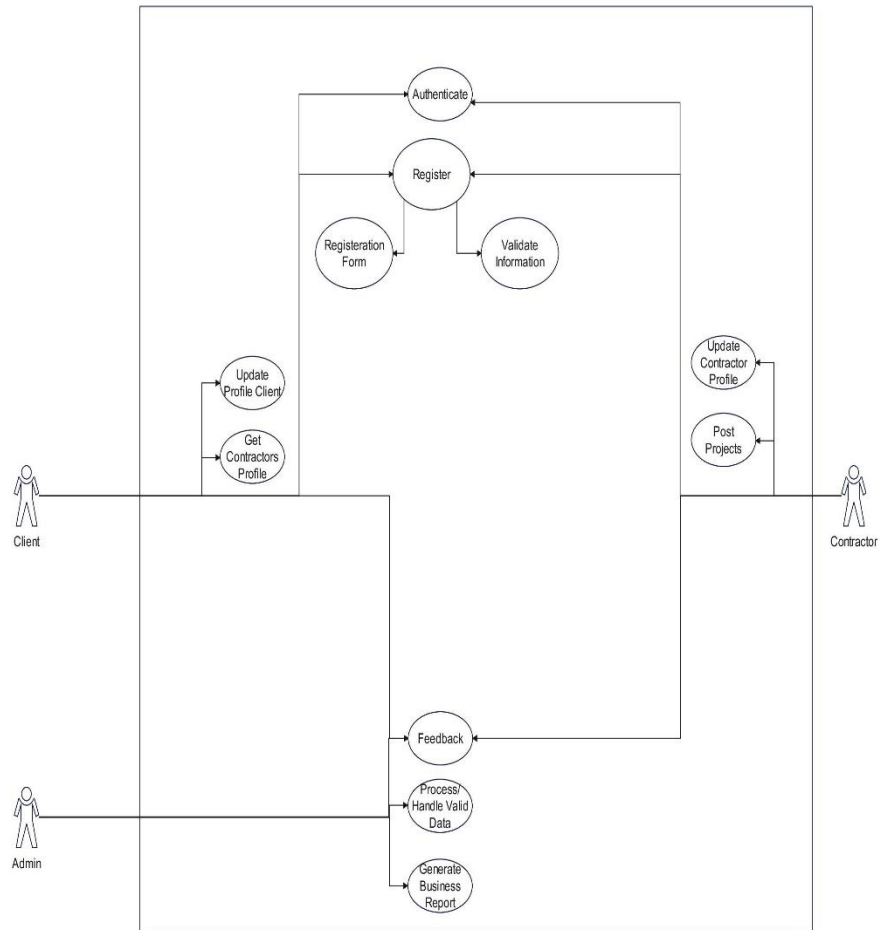 Authenticate
Register
Registeration
Form
Validate
Information
Update
Profile Client
Update
Contractor
Profile
Get
Contractors
Profile
Post
Projects
Client
Contractor
Feedback
Process/
Handle Valid
Data
Admin
Generate
Business
Report